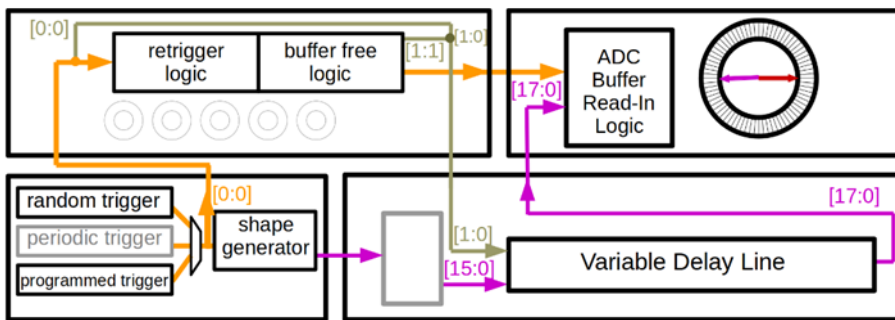 [0:0]
retrigger
logic
buffer free
logic
[1:1]
[1:0]
ADC
Buffer
Read-In
Logic
[17:0]
random trigger
periodic trigger
programmed trigger
[0:0]
shape
generator
[1:0]
[15:0]
Variable Delay Line
[17:0]